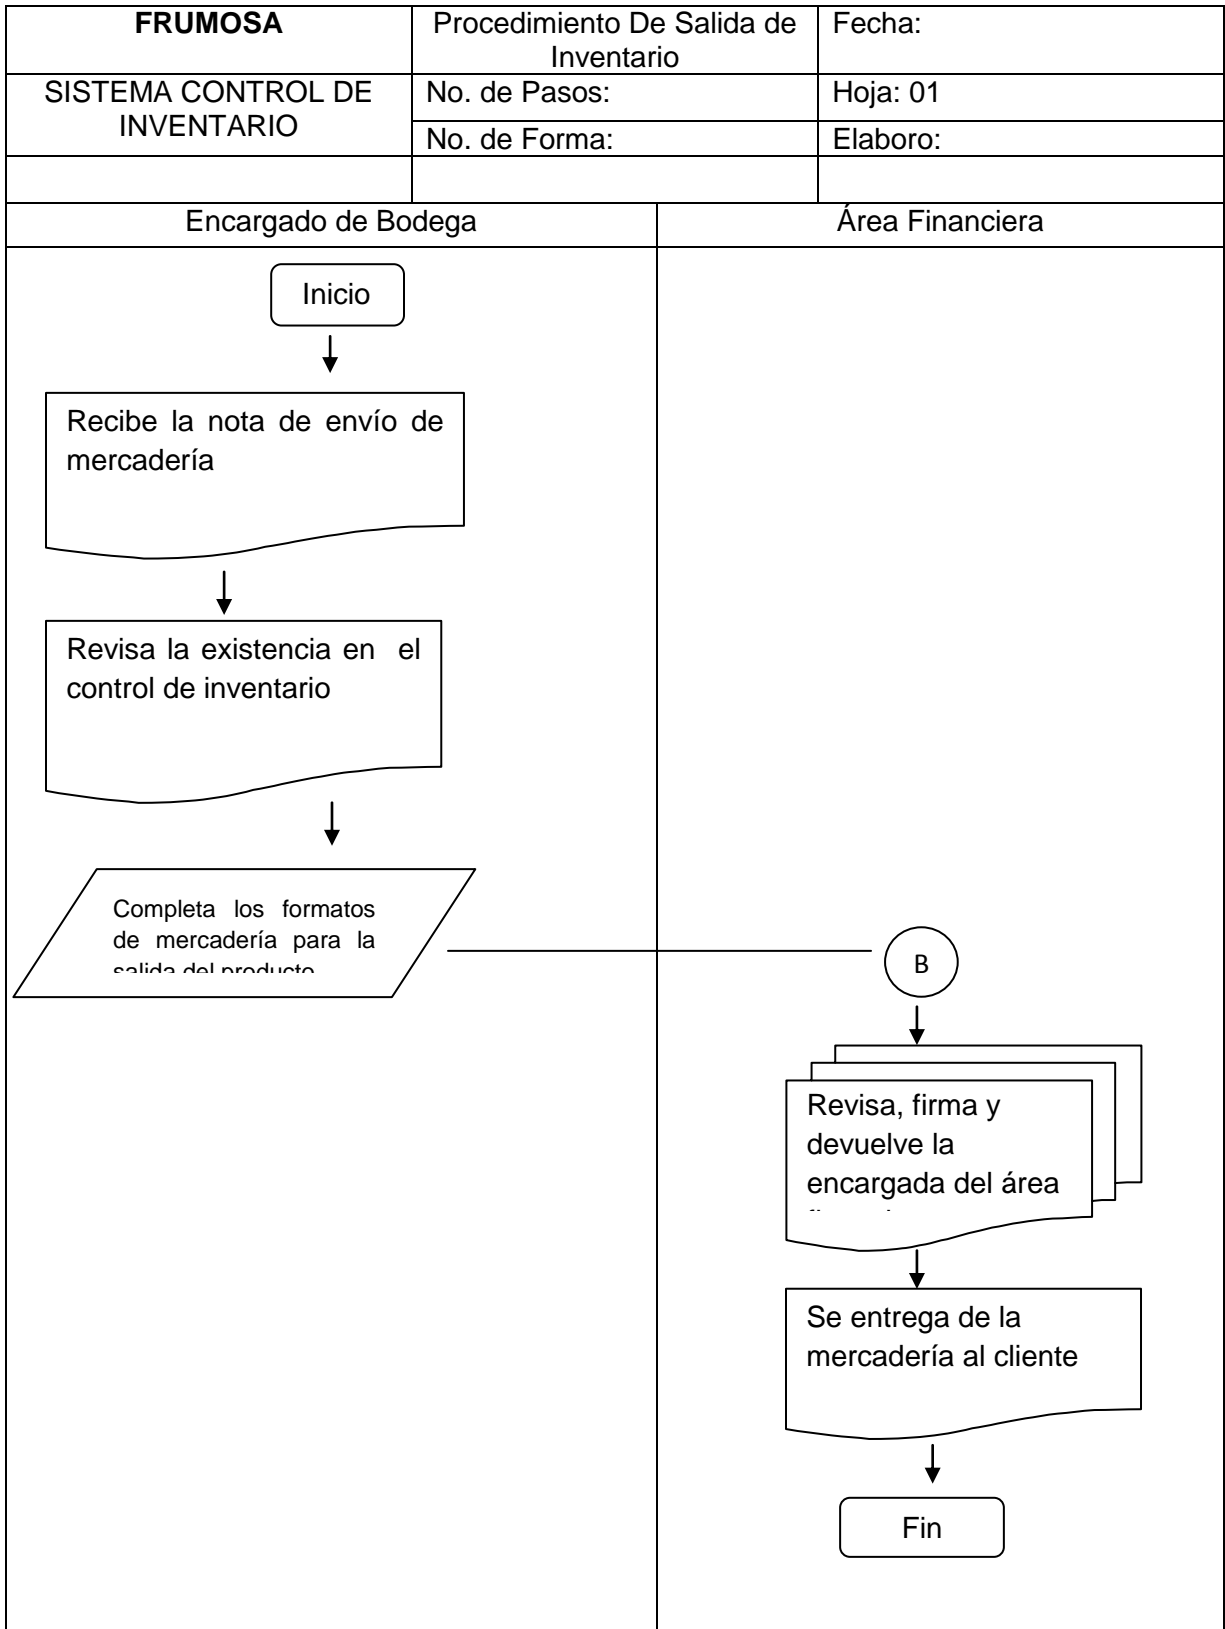 FRUMOSA
Procedimiento De Salida de
Inventario
Fecha:
SISTEMA CONTROL DE
INVENTARIO
No. de Pasos:
Hoja: 01
No. de Forma:
Elaboro:
Encargado de Bodega
Área Financiera
Inicio
Recibe la nota de envío de
mercadería
Revisa la existencia en el
control de inventario
Completa los formatos
de mercadería para la
salida del producto
B
Revisa, firma y
devuelve la
encargada del área
Se entrega de la
mercadería al cliente
Fin